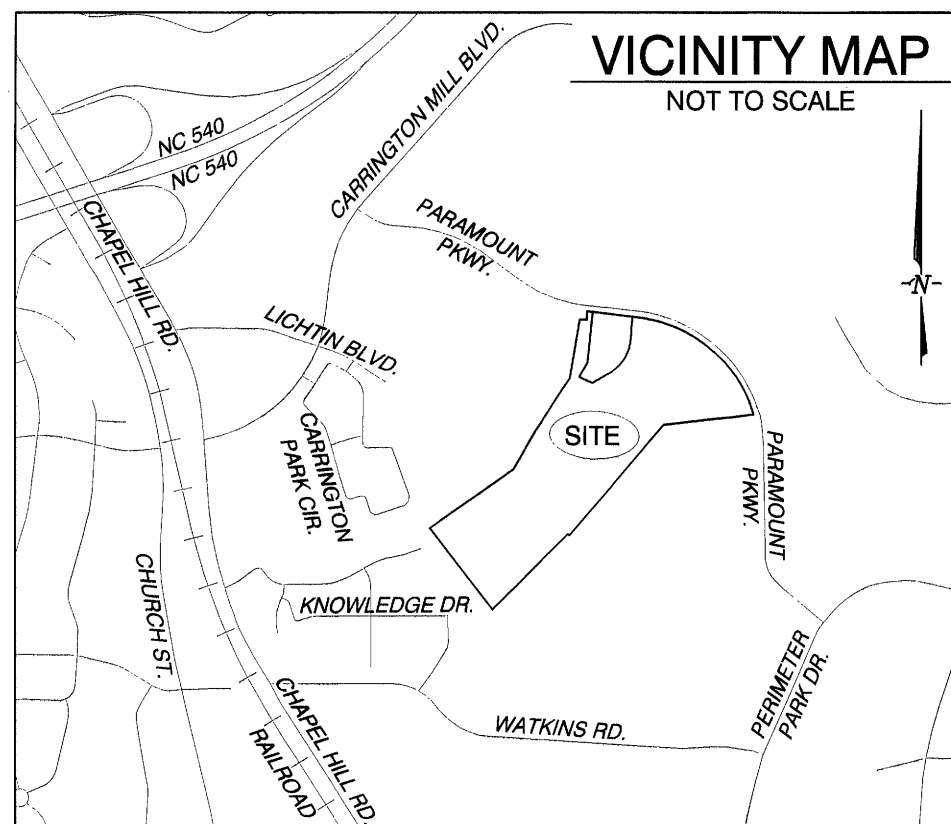 VICINITY MAP
NOT TO SCALE
CARRINGTON MILL BLVD.
NC 540
NC 540
PARAMOUNT
PKWY.
CHAPEL HILL RD.
-N-
LICHTIN BLVD.
CARRINGTON
PARK CIR.
SITE
PARAMOUNT
PKWY.
CHURCH ST.
KNOWLEDGE DR.
PERIMETER
PARK DR.
CHAPEL HILL RD.
RAILROAD
WATKINS RD.